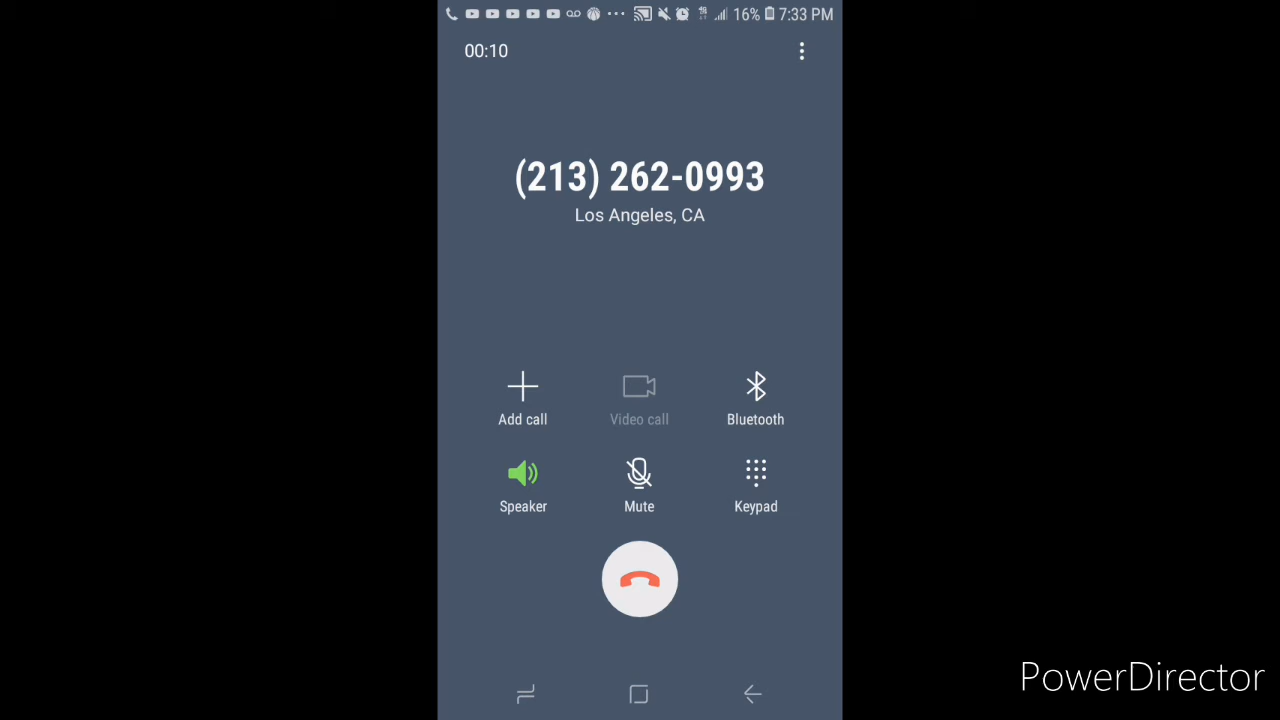 16% 7:33 PM
00:10
(213) 262-0993
Los Angeles, CA
Add call Video call Bluetooth
Speaker Mute Keypad
PowerDirector